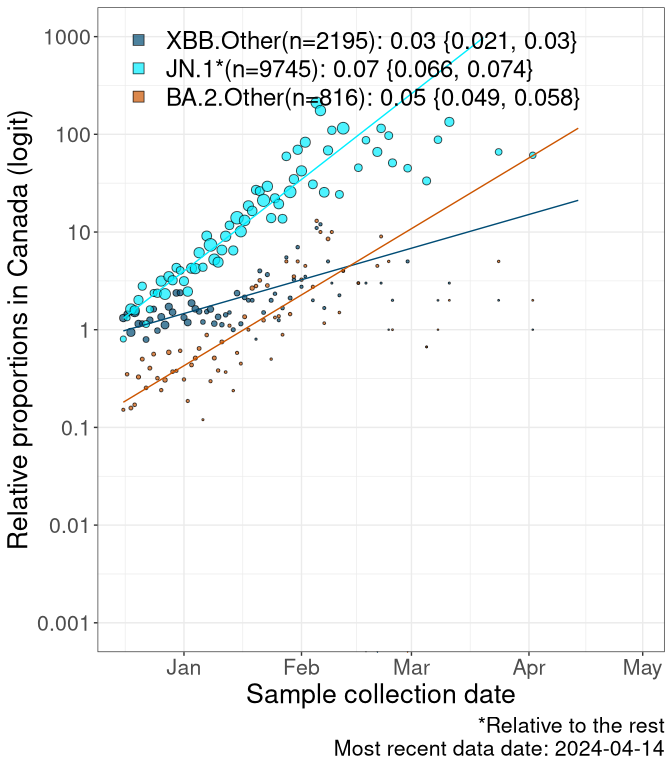 XBB.Other(n=2195): 0.03 {0.021, 0.03}
JN.1*(n=9745): 0.07 {0.066, 0.074}
BA.2.Other(n=816): 0.05 {0.049, 0.058}
Relative proportions in Canada (logit)
1000
100
10
1
0.1
0.01
0.001
Jan Feb Mar Apr May
Sample collection date
*Relative to the rest
Most recent data date: 2024-04-14